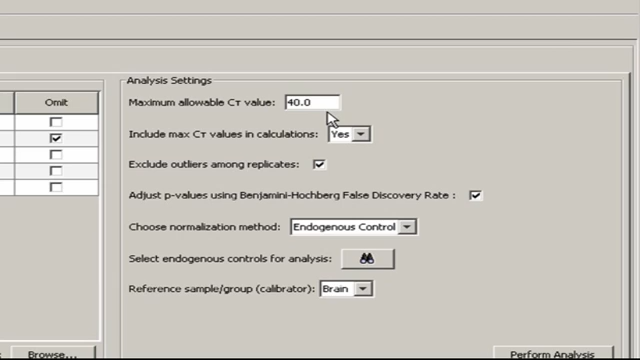 Analysis Settings
Omit
Maximum allowable CT value: 40.0
Include max CT values in calculations: Yes
Exclude outliers among replicates:
Adjust p-values using Benjamini-Hochberg False Discovery Rate :
Choose normalization method: Endogenous Control
Select endogenous controls for analysis:
Reference sample/group (calibrator): Brain
Browse...
Perform Analysis